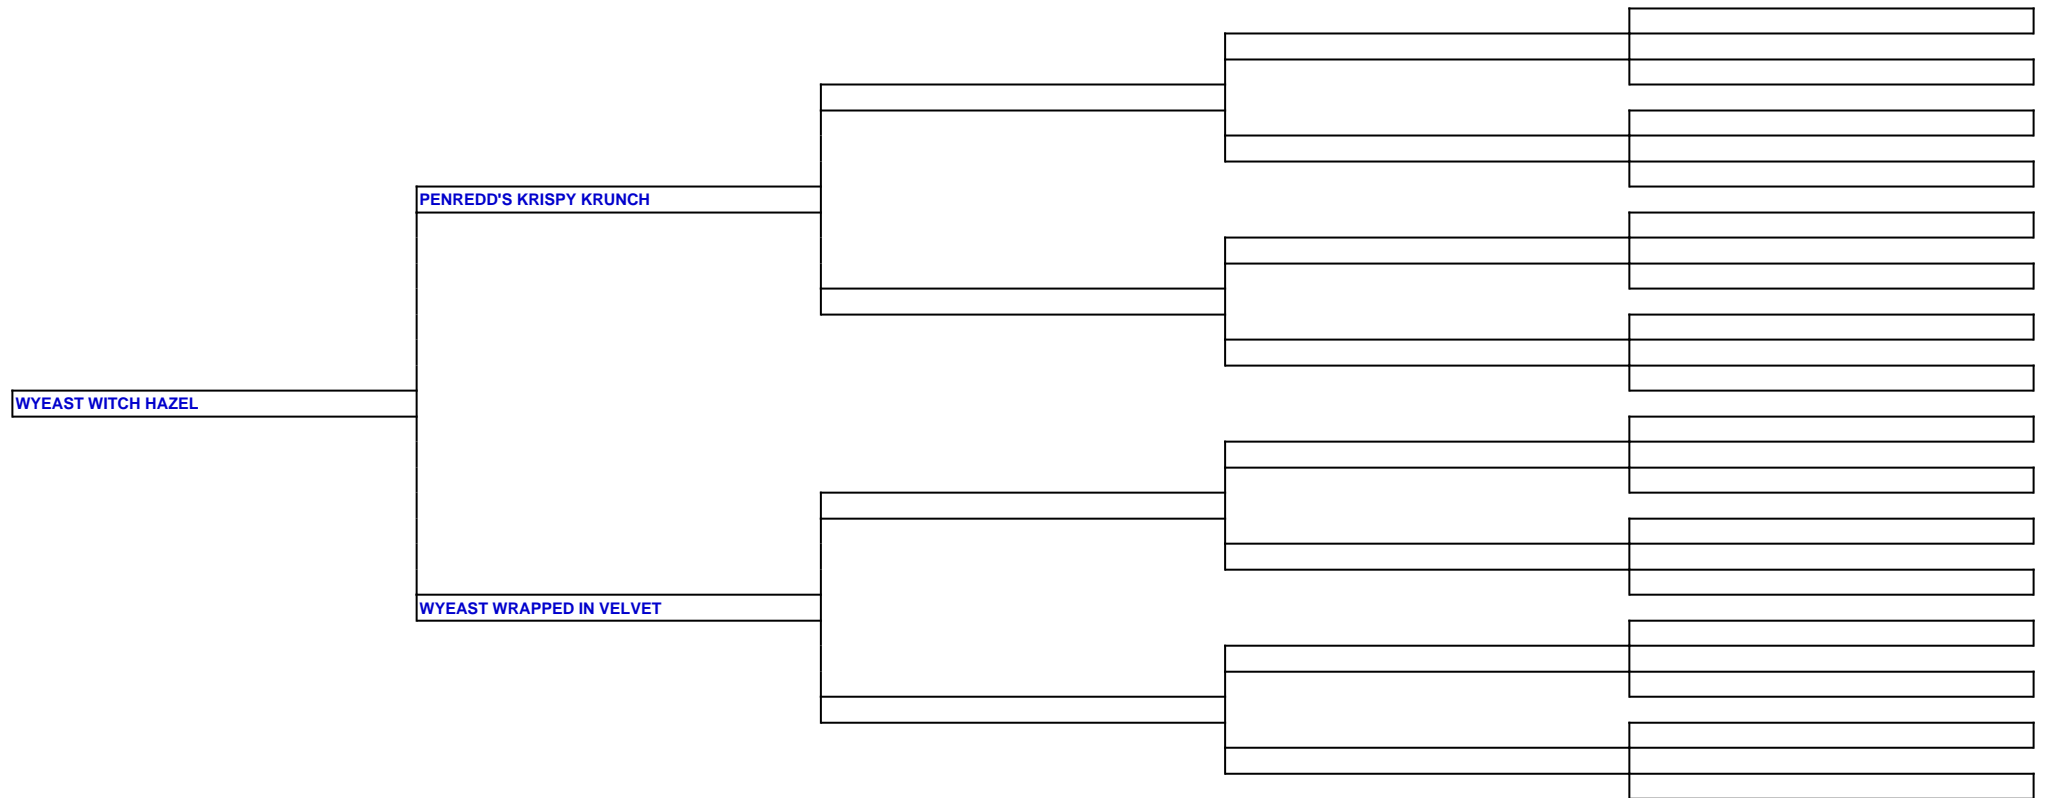 PENREDD'S KRISPY KRUNCH
WYEAST WITCH HAZEL
WYEAST WRAPPED IN VELVET